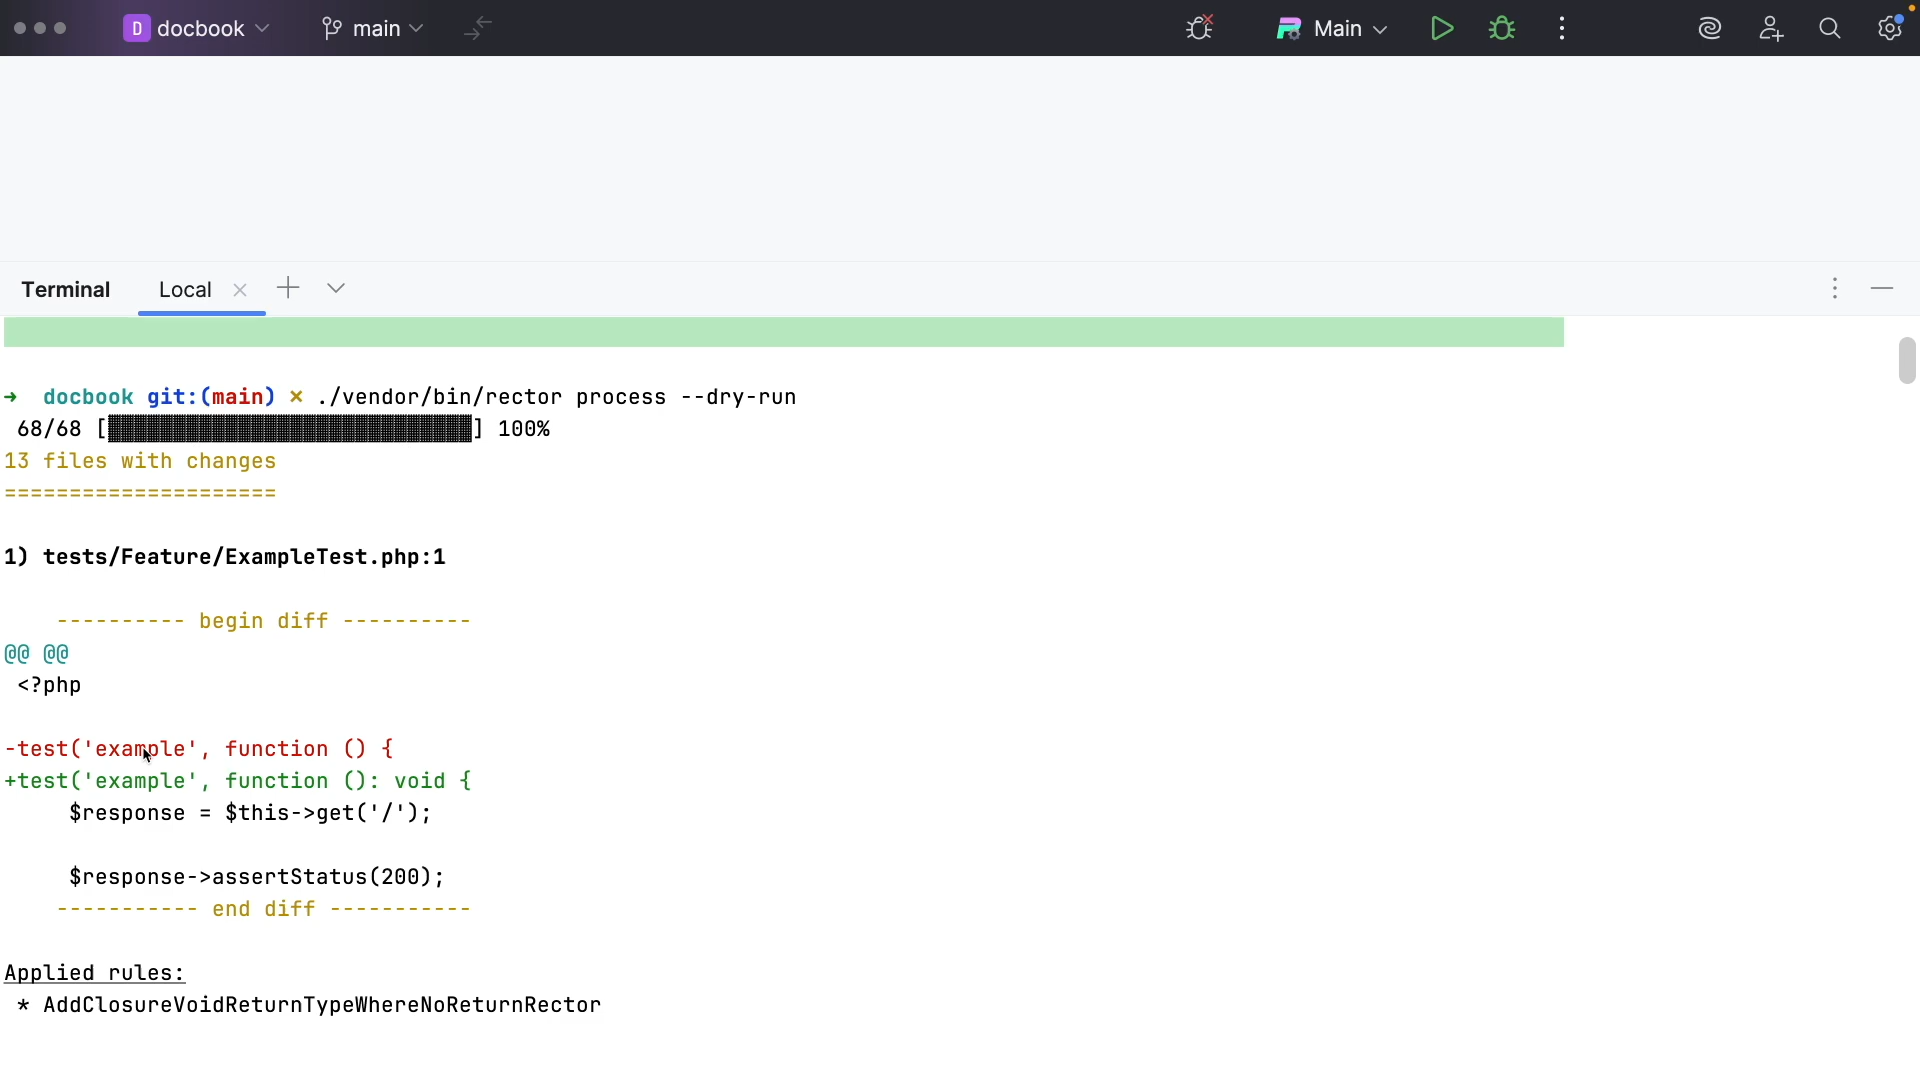 D docbook main Main
Terminal Local
➜ docbook git:(main) ✗ ./vendor/bin/rector process --dry-run
68/68 [▓▓▓▓▓▓▓▓▓▓▓▓▓▓▓▓▓▓▓▓▓▓▓▓▓▓▓▓] 100%
13 files with changes
=====================
1) tests/Feature/ExampleTest.php:1
---------- begin diff ----------
@@ @@
<?php
-test('example', function () {
+test('example', function (): void {
$response = $this->get('/');
$response->assertStatus(200);
----------- end diff -----------
Applied rules:
* AddClosureVoidReturnTypeWhereNoReturnRector